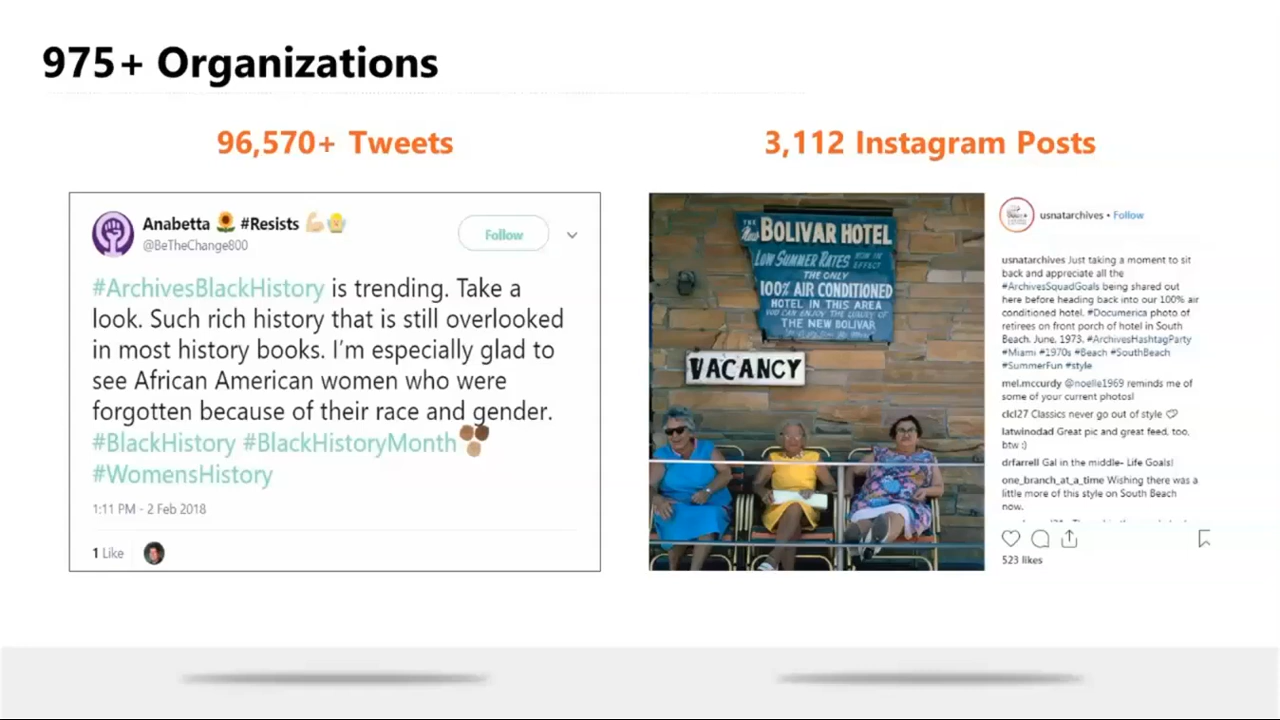 975+ Organizations
96,570+ Tweets
3,112 Instagram Posts
Anabetta 🌻 #Resists
@BeTheChange800
Follow
#ArchivesBlackHistory is trending. Take a
look. Such rich history that is still overlooked
in most history books. I'm especially glad to
see African American women who were
forgotten because of their race and gender.
#BlackHistory #BlackHistoryMonth
#WomensHistory
1:11 PM - 2 Feb 2018
1 Like
THE
New BOLIVAR HOTEL
LOW SUMMER RATES NOW IN EFFECT
THE ONLY
100% AIR CONDITIONED
HOTEL IN THIS AREA
YOU CAN ENJOY THE LUXURY OF
THE NEW BOLIVAR
VACANCY
usnatarchives • Follow
usnatarchives Just taking a moment to sit
back and appreciate all the
#ArchivesSquadGoals being shared out
here before heading back into our 100% air
conditioned hotel. #Documerica photo of
retirees on front porch of hotel in South
Beach. June, 1973. #ArchivesHashtagParty
#Miami #1970s #Beach #SouthBeach
#SummerFun #style
mel.mccurdy @noelle1969 reminds me of
some of your current photos!
clcl27 Classics never go out of style ♡
latwinodad Great pic and great feed, too,
btw :)
drfarrell Gal in the middle- Life Goals!
one_branch_at_a_time Wishing there was a
little more of this style on South Beach
now.
523 likes